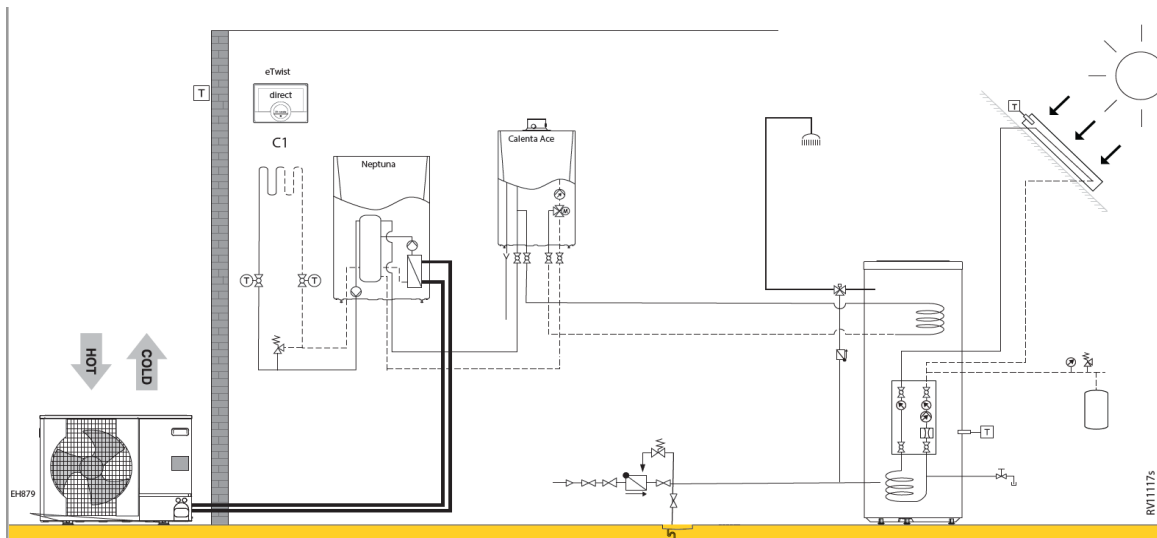 eTwist
direct
T
C1
Neptuna
Calenta Ace
M
T
T
T
HOT
COLD
T
EH879
RV11117s